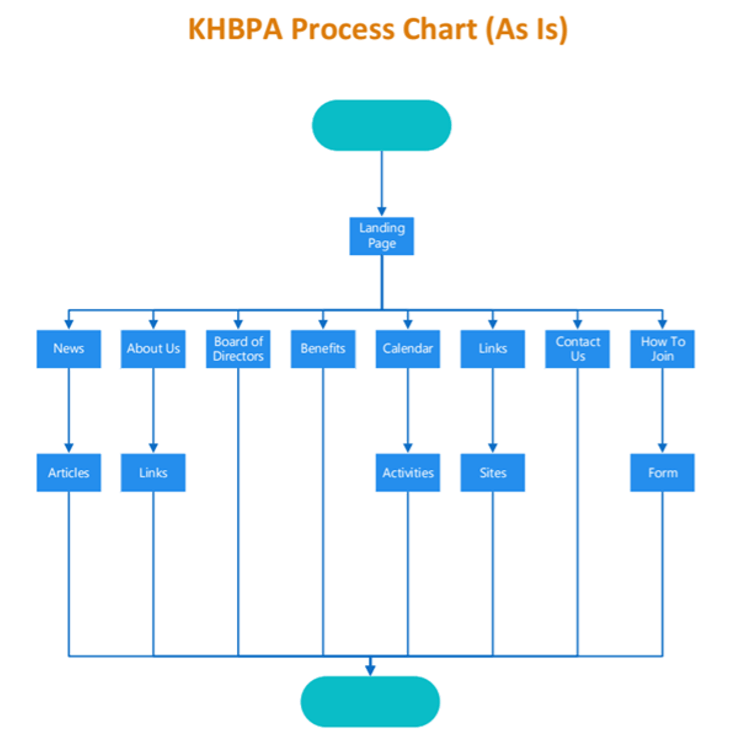 KHBPA Process Chart (As Is)
Landing
Page
News
About Us
Board of
Directors
Benefits
Calendar
Links
Contact
Us
How To
Join
Articles
Links
Activities
Sites
Form